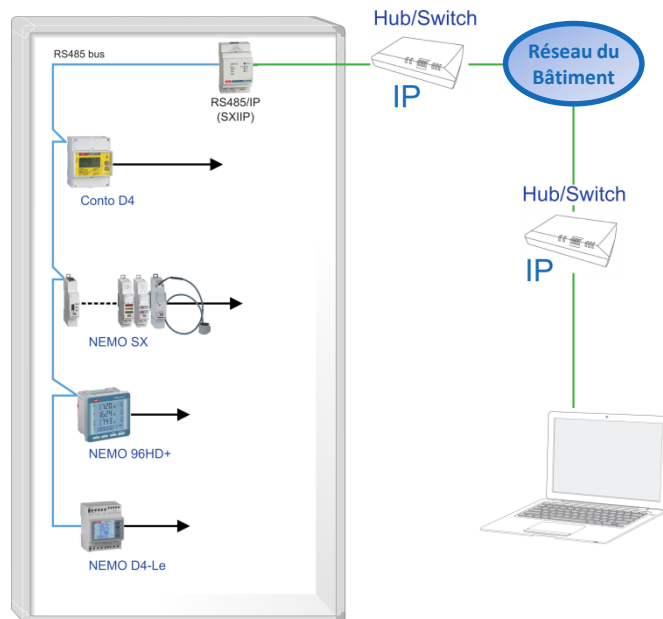 Hub/Switch
RS485 bus
Réseau du
Bâtiment
IP
RS485/IP
(SXIIP)
Conto D4
Hub/Switch
IP
NEMO SX
NEMO 96HD+
NEMO D4-Le